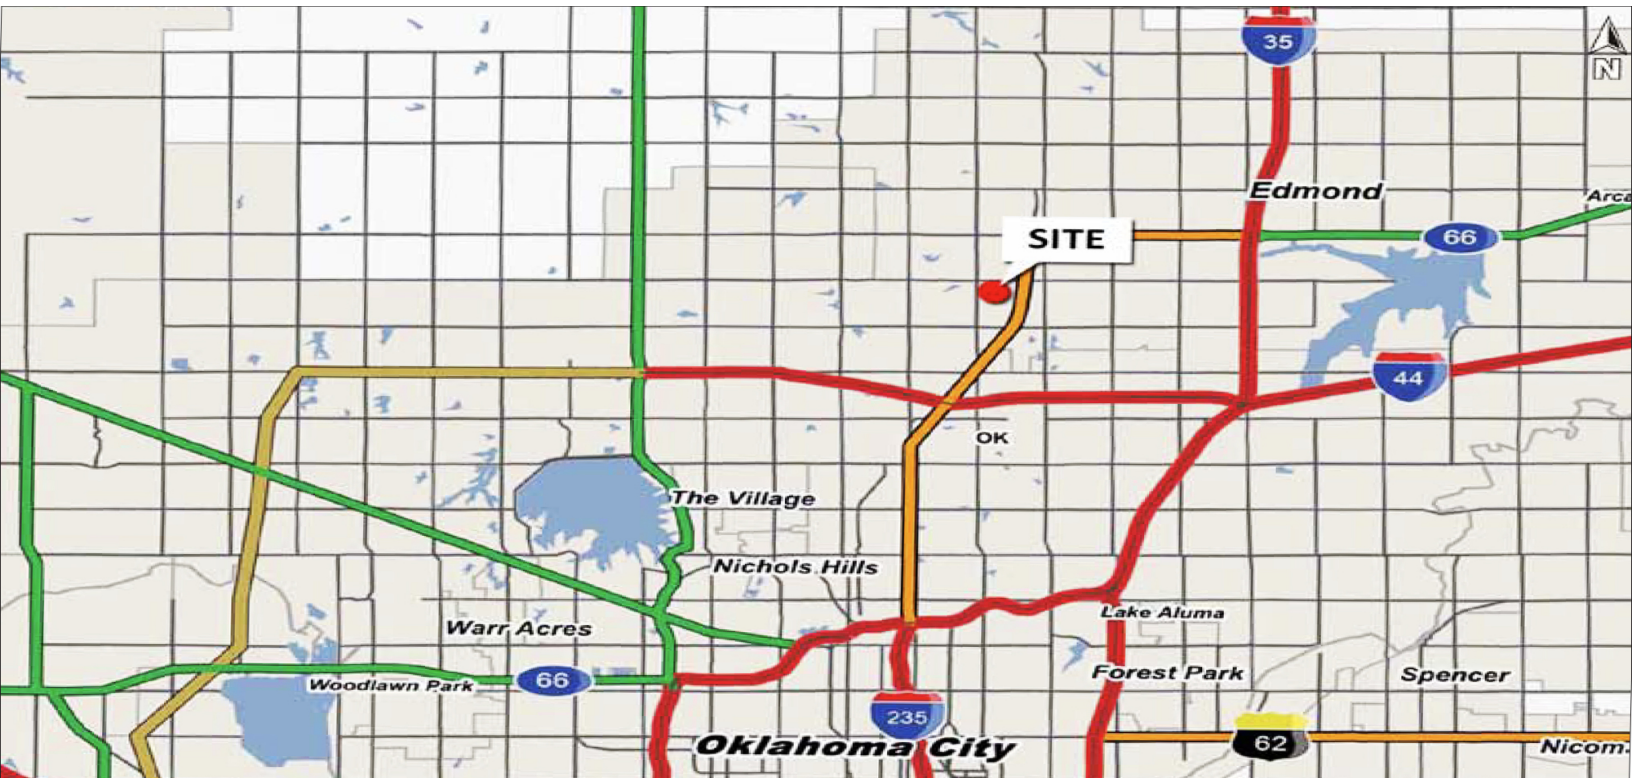 35
N
Edmond
Arca
SITE
66
44
OK
The Village
Nichols Hills
Lake Aluma
Warr Acres
Forest Park
Spencer
66
Woodlawn Park
235
62
Oklahoma City
Nicom